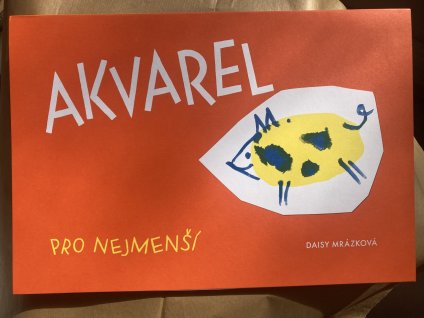 AKVAREL
PRO NEJMENŠÍ
DAISY MRÁZKOVÁ